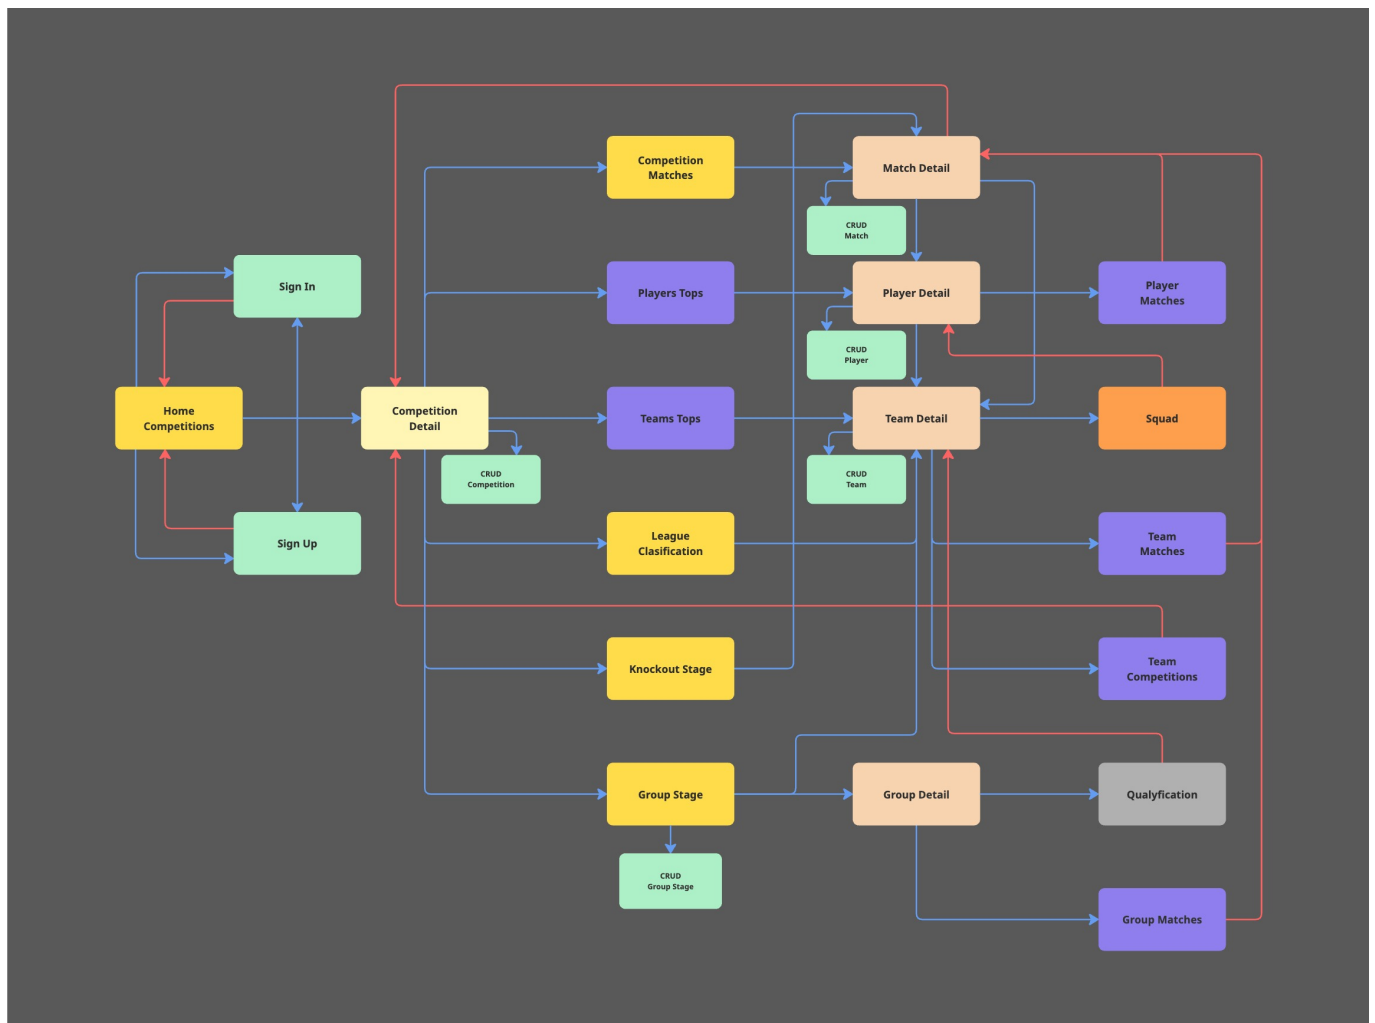 Competition
Matches
Match Detail
CRUD
Match
Sign In
Players Tops
Player Detail
Player
Matches
CRUD
Player
Home
Competitions
Competition
Detail
Teams Tops
Team Detail
Squad
CRUD
Competition
CRUD
Team
Sign Up
League
Clasification
Team
Matches
Knockout Stage
Team
Competitions
Group Stage
Group Detail
Qualyfication
CRUD
Group Stage
Group Matches